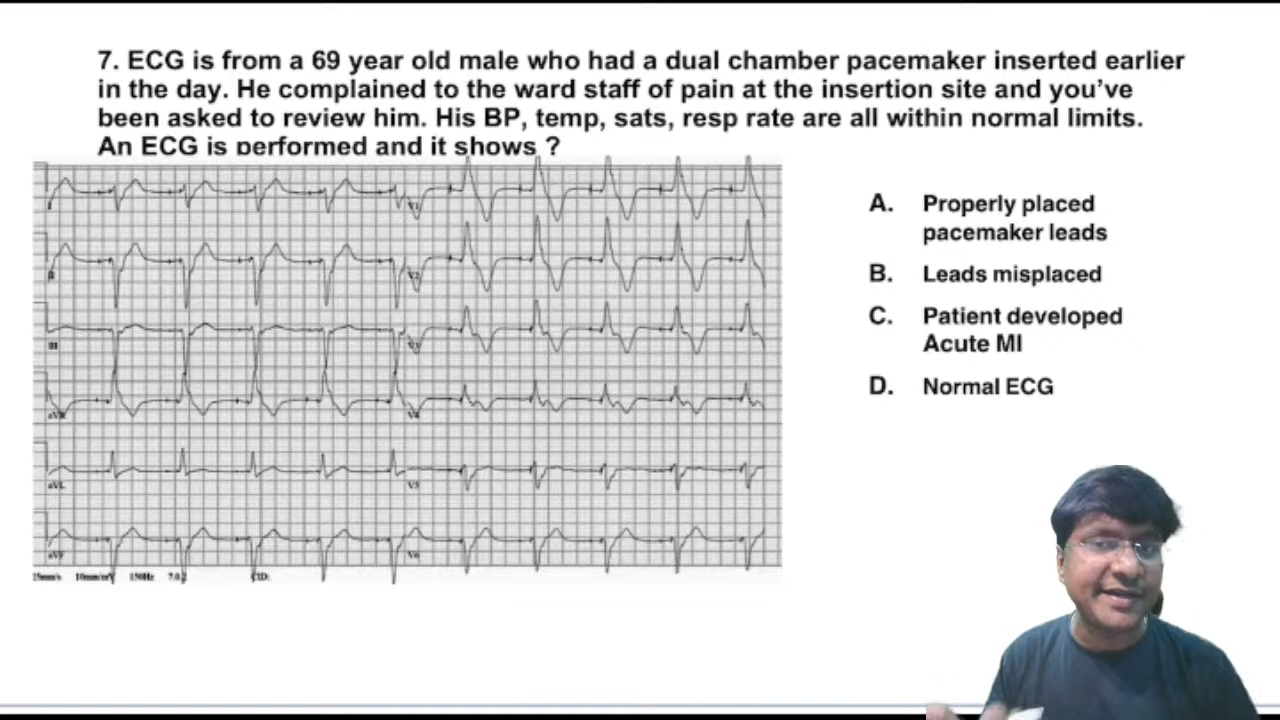 7. ECG is from a 69 year old male who had a dual chamber pacemaker inserted earlier
in the day. He complained to the ward staff of pain at the insertion site and you've
been asked to review him. His BP, temp, sats, resp rate are all within normal limits.
An ECG is performed and it shows ?
A. Properly placed
pacemaker leads
B. Leads misplaced
C. Patient developed
Acute MI
D. Normal ECG
I
V1
II
V2
III
V3
aVR
V4
aVL
V5
aVF
V6
25mm/s 10mm/mV 150Hz CID: